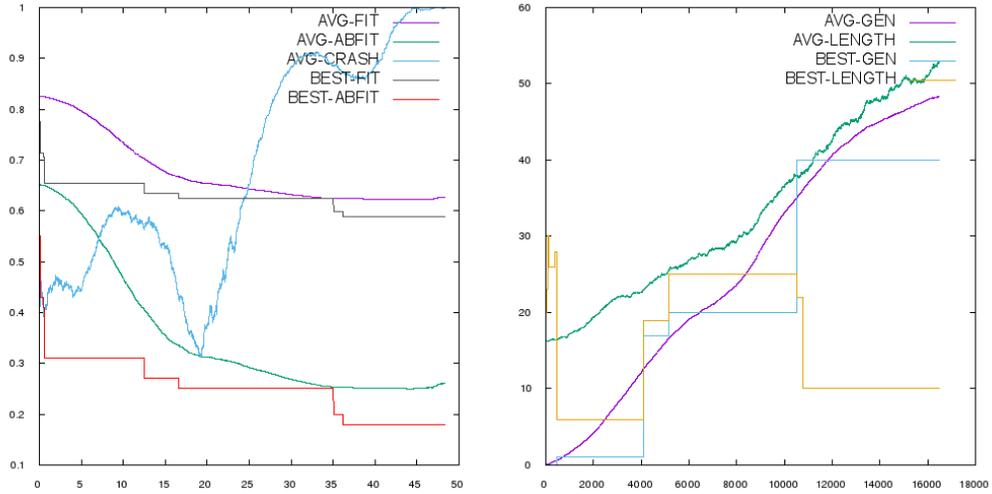 1
0.9
0.8
0.7
0.6
0.5
0.4
0.3
0.2
0.1
0 5 10 15 20 25 30 35 40 45 50
AVG-FIT
AVG-ABFIT
AVG-CRASH
BEST-FIT
BEST-ABFIT
60
50
40
30
20
10
0
0 2000 4000 6000 8000 10000 12000 14000 16000 18000
AVG-GEN
AVG-LENGTH
BEST-GEN
BEST-LENGTH